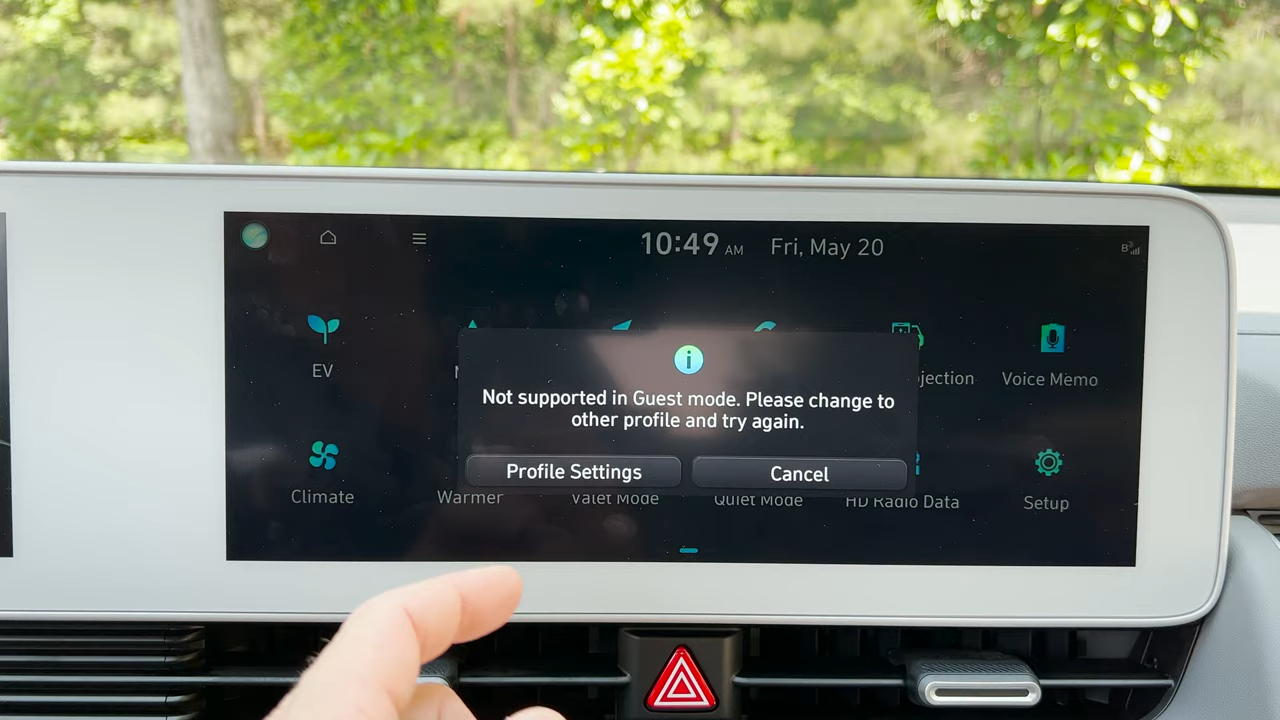 10:49 AM Fri, May 20
EV
Voice Memo
Not supported in Guest mode. Please change to
other profile and try again.
Profile Settings
Cancel
Climate
Warmer
Valet Mode
Quiet Mode
HD Radio Data
Setup